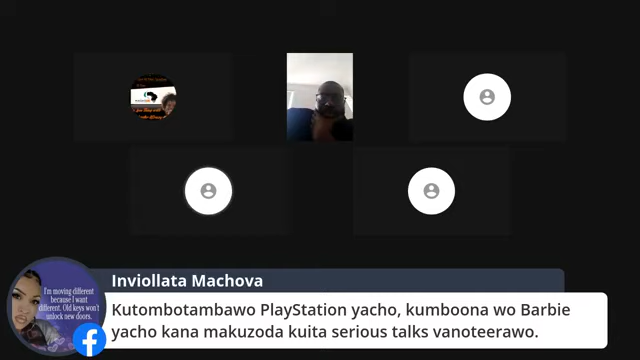 Inviollata Machova
I'm moving different
because I want
different. Old keys won't
unlock new doors.
Kutombotambawo PlayStation yacho, kumboona wo Barbie
yacho kana makuzoda kuita serious talks vanoteerawo.